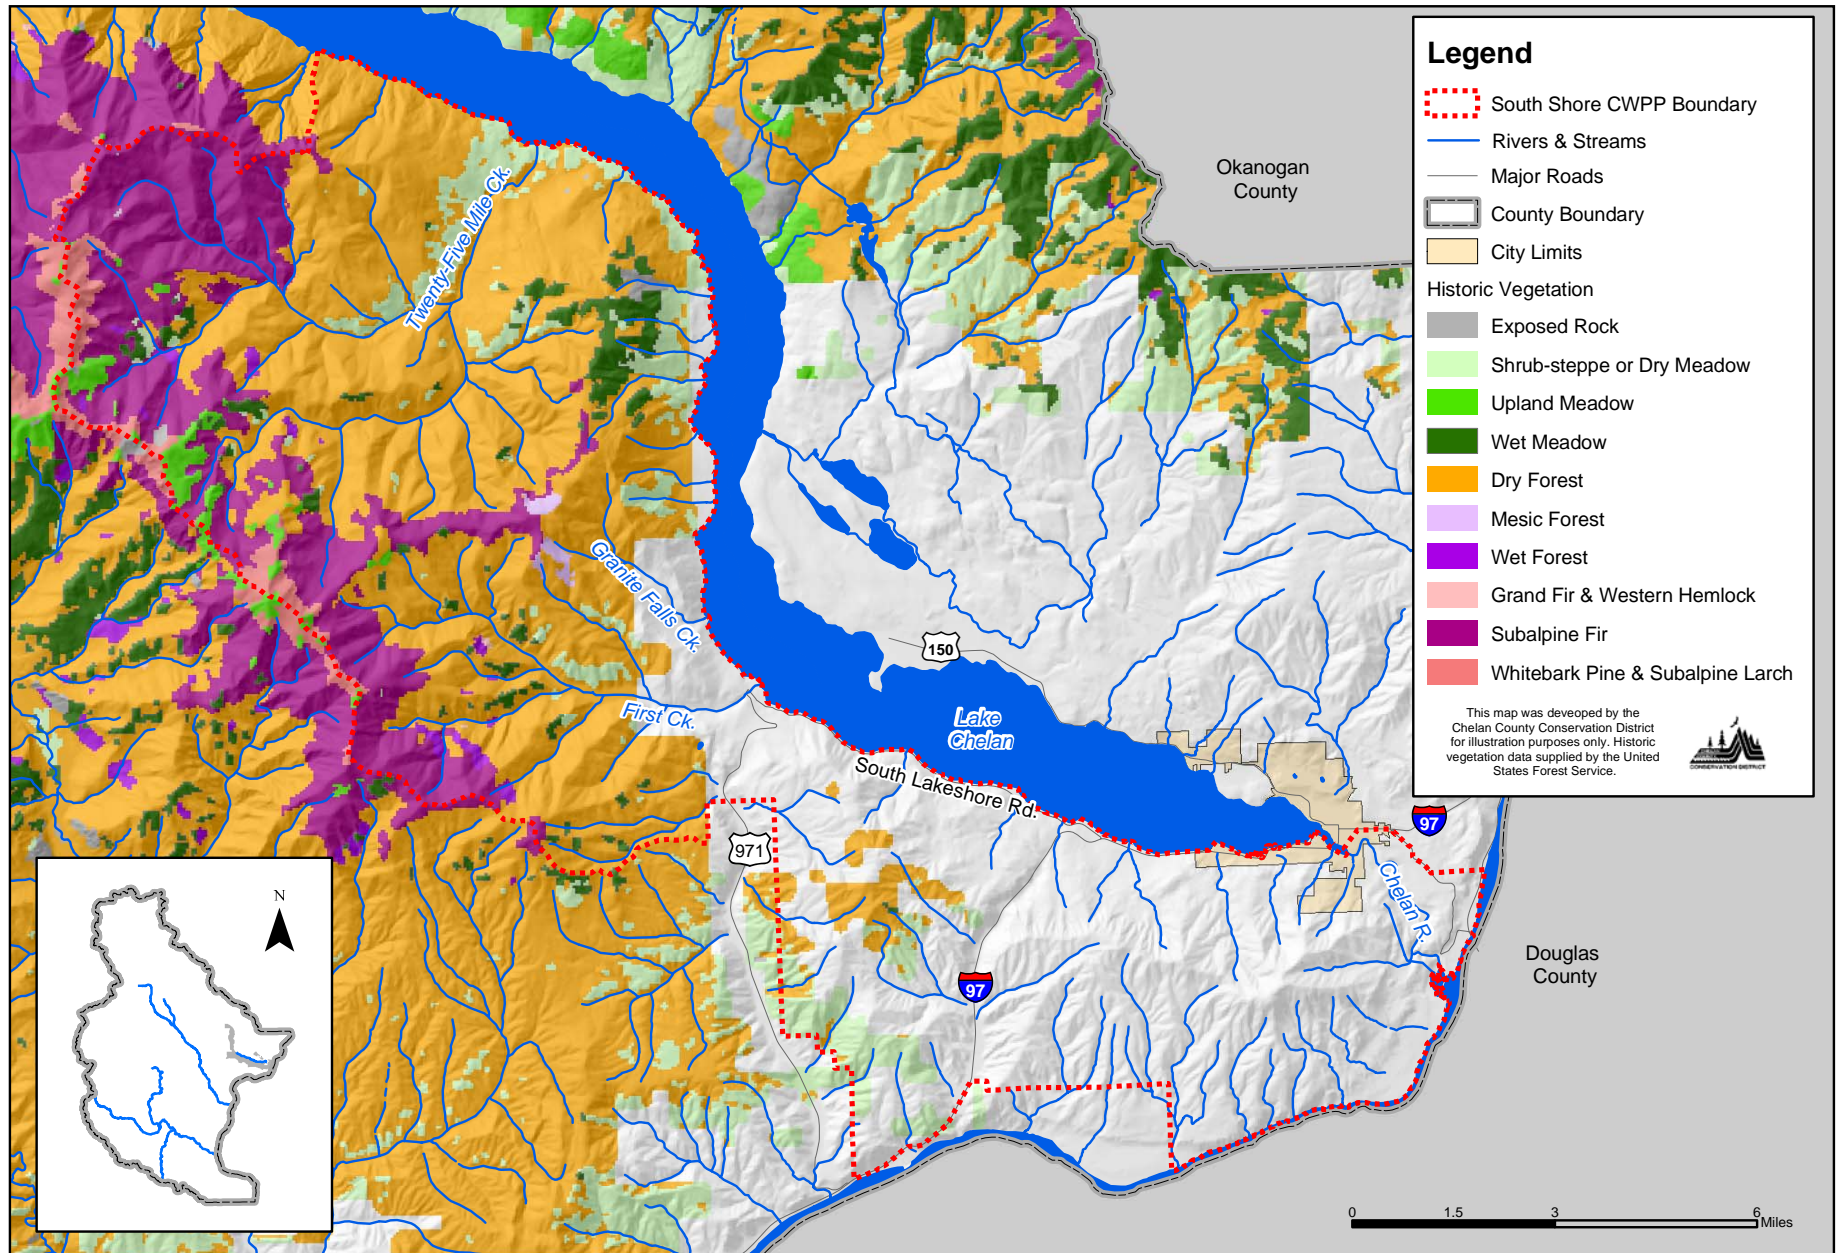 Legend
South Shore CWPP Boundary
Rivers & Streams
Major Roads
County Boundary
City Limits
Historic Vegetation
Exposed Rock
Shrub-steppe or Dry Meadow
Upland Meadow
Wet Meadow
Dry Forest
Mesic Forest
Wet Forest
Grand Fir & Western Hemlock
Subalpine Fir
Whitebark Pine & Subalpine Larch
This map was deveoped by the
Chelan County Conservation District
for illustration purposes only. Historic
vegetation data supplied by the United
States Forest Service.
CONSERVATION DISTRICT
Okanogan
County
Twenty-Five Mile Ck.
Granite Falls Ck.
First Ck.
150
Lake
Chelan
South Lakeshore Rd.
97
971
Chelan R.
97
Douglas
County
N
0 1.5 3 6
Miles